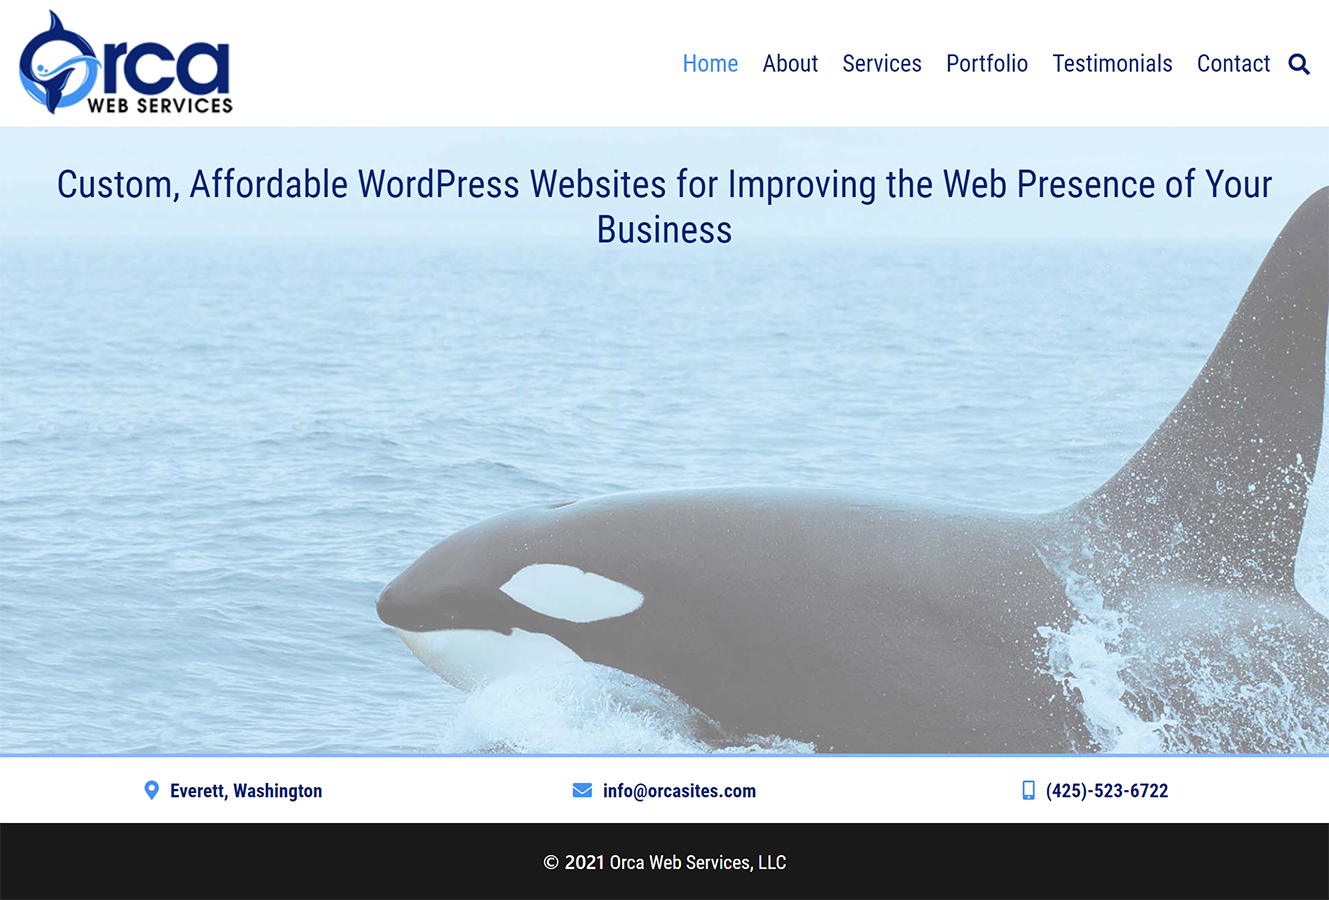 Orca
WEB SERVICES
Home About Services Portfolio Testimonials Contact
Custom, Affordable WordPress Websites for Improving the Web Presence of Your
Business
Everett, Washington info@orcasites.com (425)-523-6722
© 2021 Orca Web Services, LLC